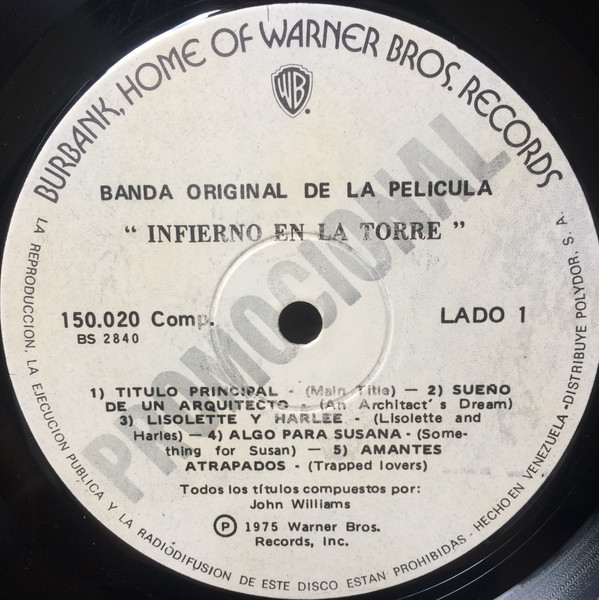 BURBANK, HOME OF WARNER BROS. RECORDS
WB
BANDA ORIGINAL DE LA PELICULA
“ INFIERNO EN LA TORRE ”
PROMOCIONAL
150.020 Comp.
BS 2840
LADO 1
1) TITULO PRINCIPAL - (Main Title) — 2) SUEÑO
DE UN ARQUITECTO - (An Architact´s Dream)
3) LISOLETTE Y HARLEE - (Lisolette and
Harles) — 4) ALGO PARA SUSANA - (Some-
thing for Susan) — 5) AMANTES
ATRAPADOS - (Trapped lovers)
Todos los títulos compuestos por:
John Williams
Ⓟ 1975 Warner Bros.
Records, Inc.
LA REPRODUCCION, LA EJECUCION PUBLICA Y LA RADIODIFUSION DE ESTE DISCO ESTAN PROHIBIDAS - HECHO EN VENEZUELA - DISTRIBUYE POLYDOR, S. A.